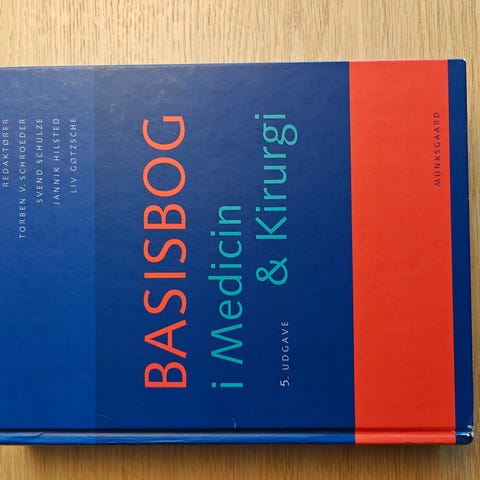 REDAKTØRER
TORBEN V. SCHROEDER
SVEND SCHULZE
JANNIK HILSTED
LIV GØTZSCHE
BASISBOG
i Medicin
& Kirurgi
5. UDGAVE
MUNKSGAARD